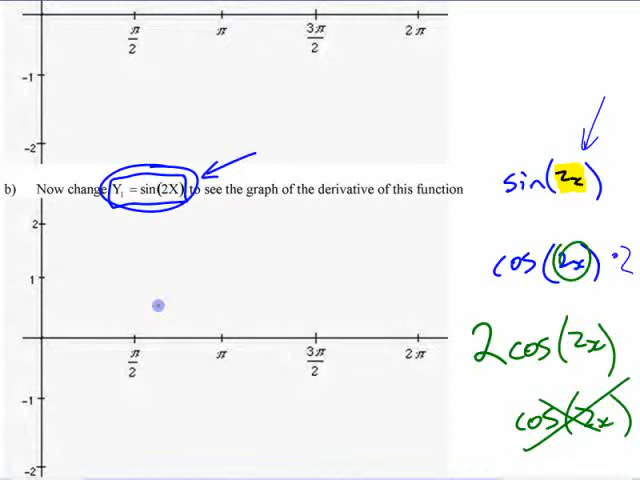 π/2 π 3π/2 2π
-1
-2
b) Now change Y₁ = sin(2X) to see the graph of the derivative of this function
2
1
π/2 π 3π/2 2π
-1
-2
sin(2x)
cos(2x)·2
2cos(2x)
cos(2x)